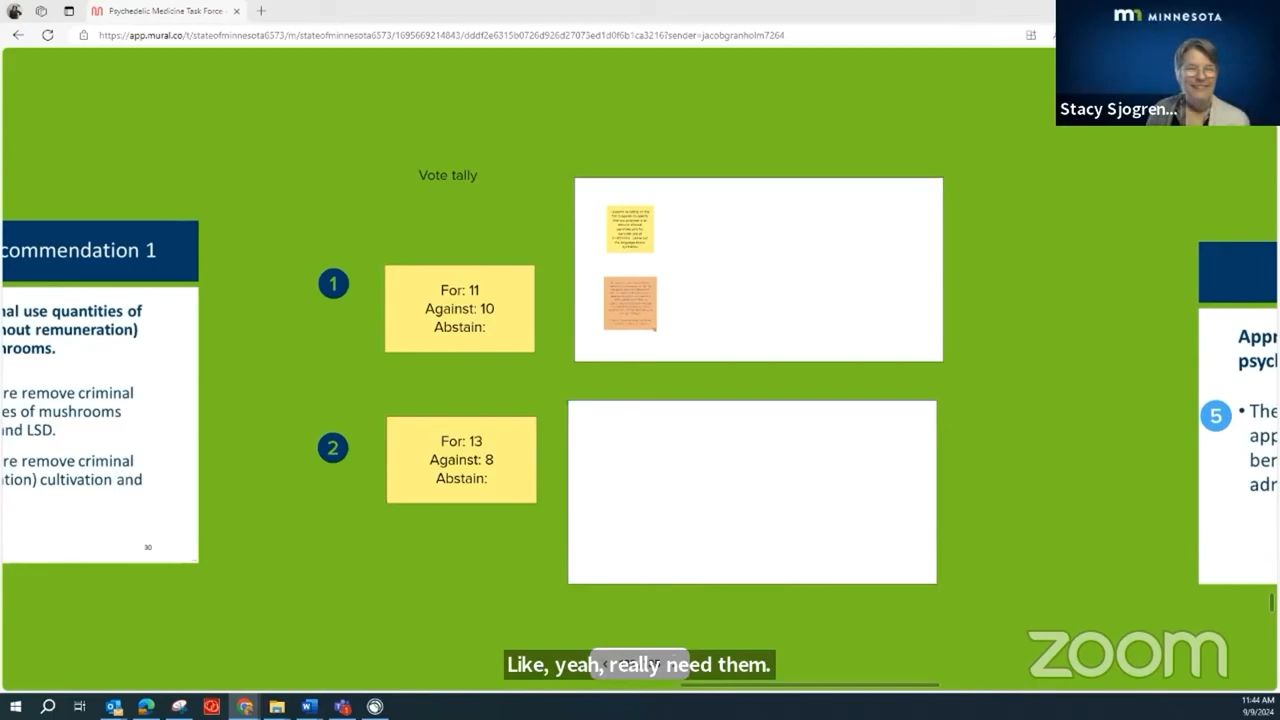 Psychedelic Medicine Task Force -
https://app.mural.co/t/stateofminnesota6573/m/stateofminnesota6573/1695669214843/dddf2e6315b0726d926d27073ed1d0f6b1ca3216?sender=jacobgranholm7264
MINNESOTA
Stacy Sjogren...
Vote tally
commendation 1
nal use quantities of
hout remuneration)
hrooms.
re remove criminal
es of mushrooms
and LSD.
re remove criminal
tion) cultivation and
30
1
For: 11
Against: 10
Abstain:
2
For: 13
Against: 8
Abstain:
Appr
psycl
5
• The
app
ber
adr
Like, yeah, really need them.
zoom
11:44 AM
9/9/2024